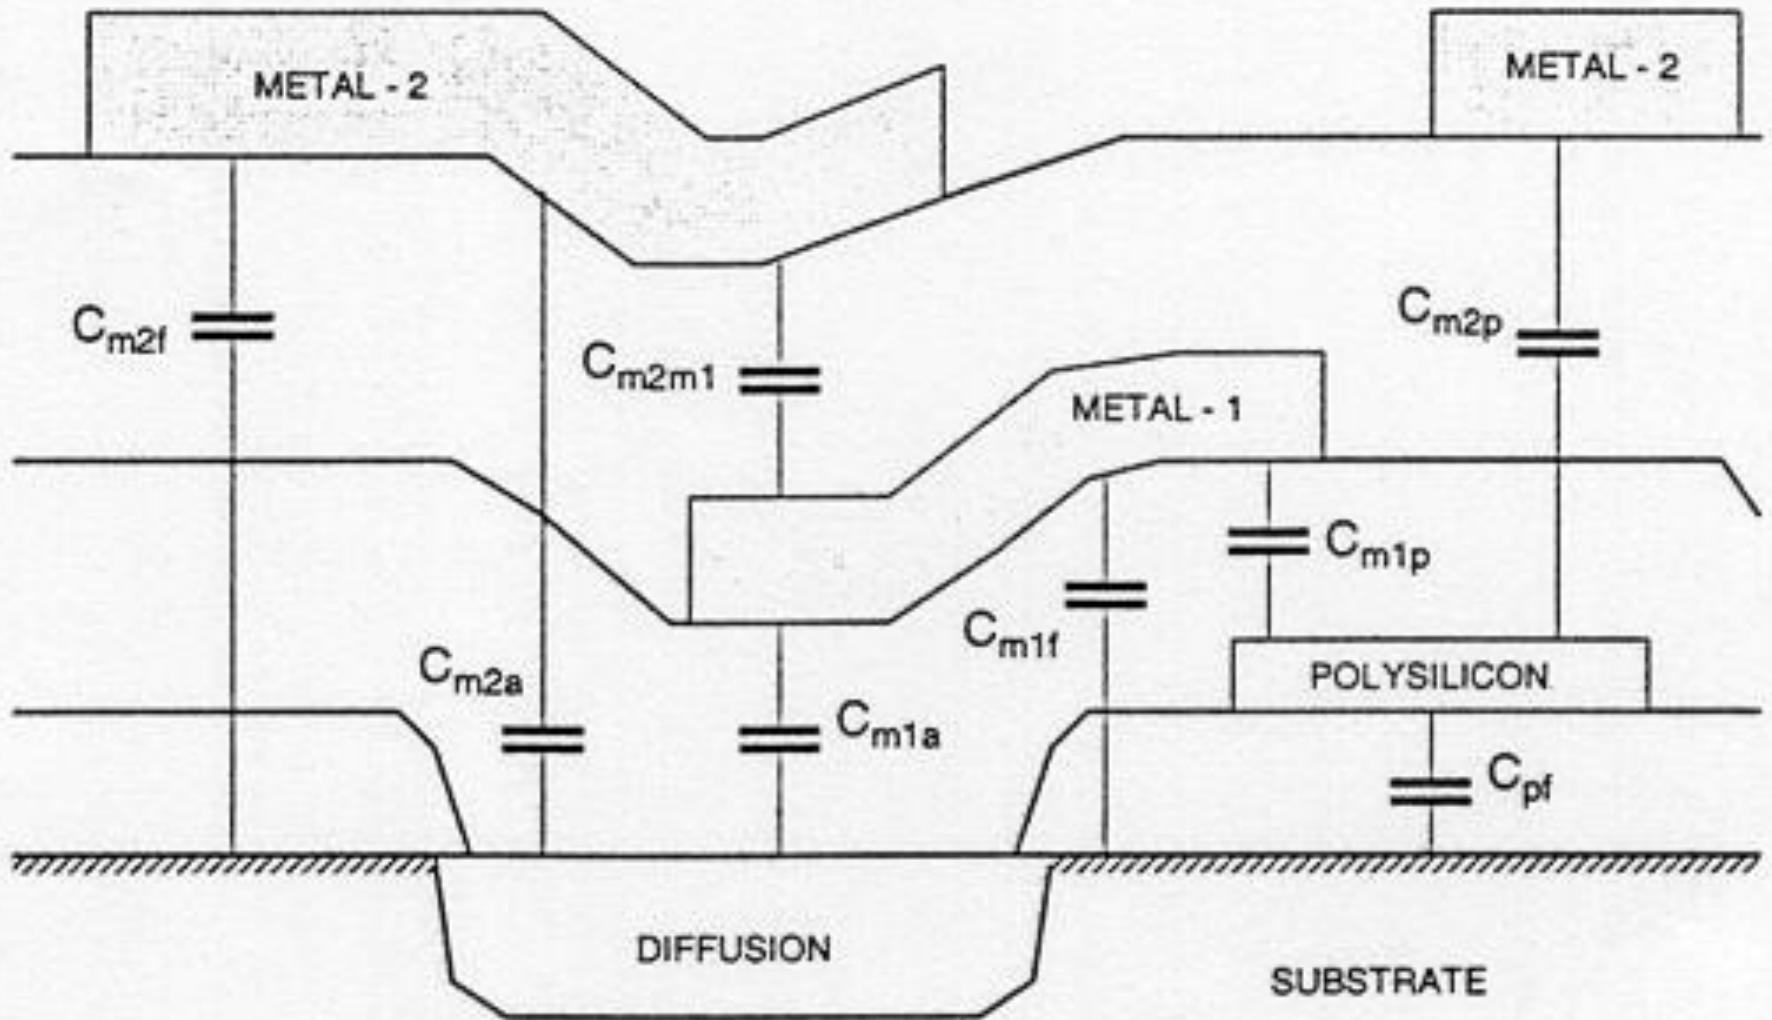 METAL - 2
METAL - 2
Cm2f
Cm2m1
Cm2p
METAL - 1
Cm1p
Cm1f
Cm2a
POLYSILICON
Cm1a
Cpf
DIFFUSION
SUBSTRATE